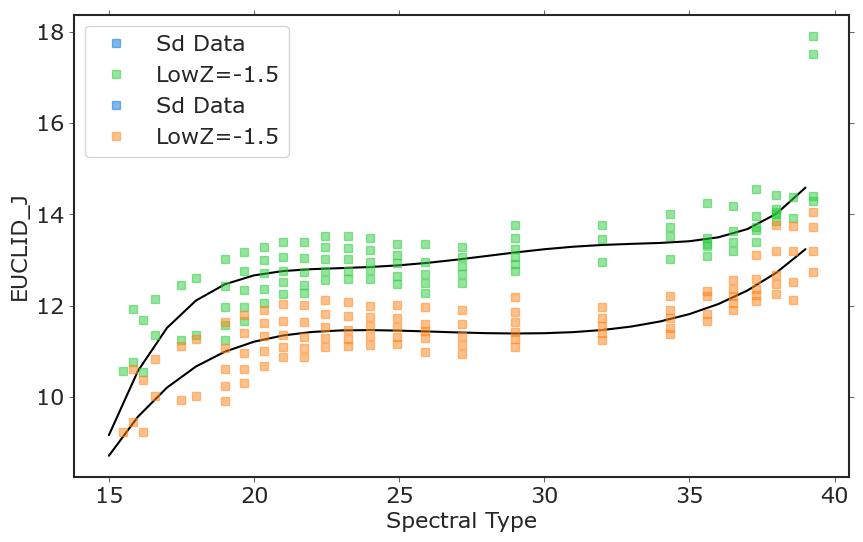 Sd Data
LowZ=-1.5
Sd Data
LowZ=-1.5
18
16
14
12
10
EUCLID_J
15 20 25 30 35 40
Spectral Type